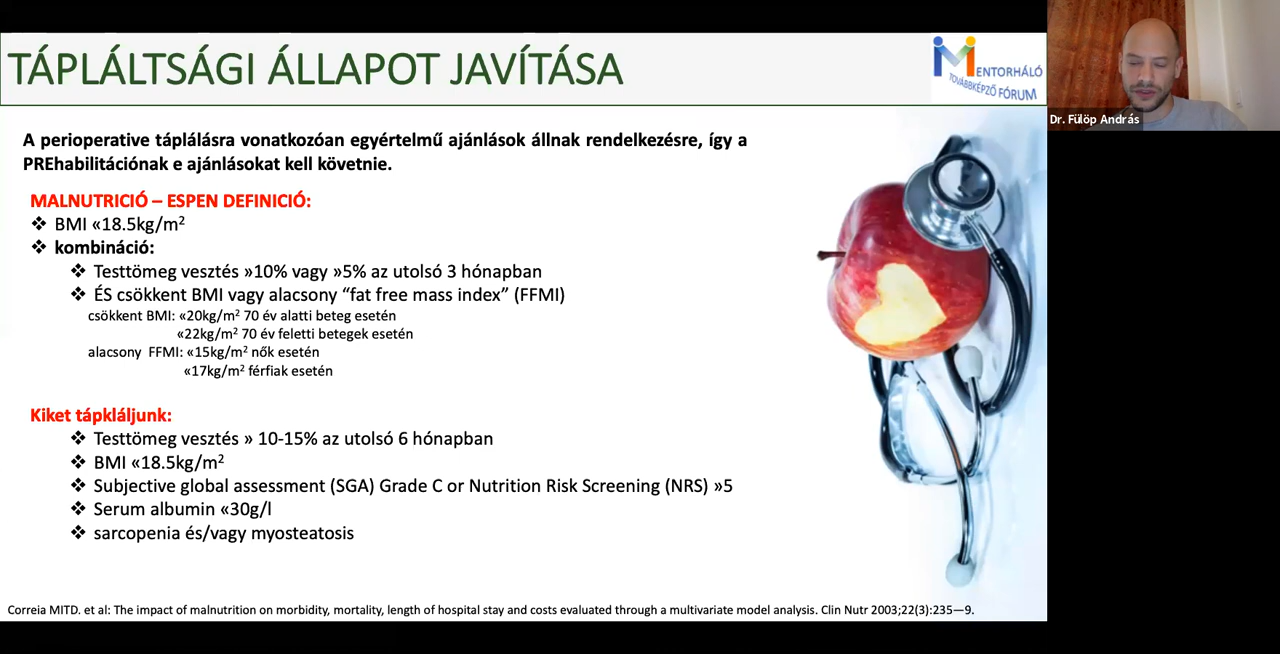 TÁPLÁLTSÁGI ÁLLAPOT JAVÍTÁSA
MENTORHÁLÓ
TOVÁBBKÉPZŐ FÓRUM
Dr. Fülöp András
A perioperative táplálásra vonatkozóan egyértelmű ajánlások állnak rendelkezésre, így a
PREhabilitációnak e ajánlásokat kell követnie.
MALNUTRICIÓ – ESPEN DEFINICIÓ:
❖ BMI «18.5kg/m²
❖ kombináció:
❖ Testtömeg vesztés »10% vagy »5% az utolsó 3 hónapban
❖ ÉS csökkent BMI vagy alacsony “fat free mass index” (FFMI)
csökkent BMI: «20kg/m² 70 év alatti beteg esetén
«22kg/m² 70 év feletti betegek esetén
alacsony FFMI: «15kg/m² nők esetén
«17kg/m² férfiak esetén
Kiket tápkláljunk:
❖ Testtömeg vesztés » 10-15% az utolsó 6 hónapban
❖ BMI «18.5kg/m²
❖ Subjective global assessment (SGA) Grade C or Nutrition Risk Screening (NRS) »5
❖ Serum albumin «30g/l
❖ sarcopenia és/vagy myosteatosis
Correia MITD. et al: The impact of malnutrition on morbidity, mortality, length of hospital stay and costs evaluated through a multivariate model analysis. Clin Nutr 2003;22(3):235—9.